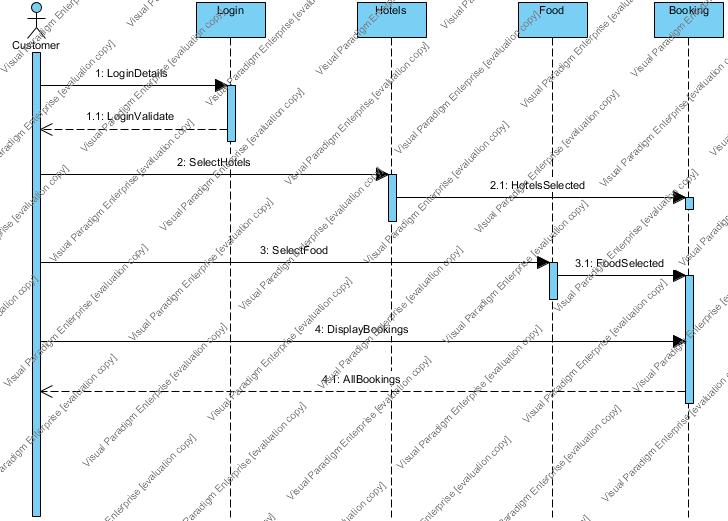 Login
Hotels
Food
Booking
Customer
1: LoginDetails
1.1: LoginValidate
2: SelectHotels
2.1: HotelsSelected
3: SelectFood
3.1: FoodSelected
4: DisplayBookings
4.1: AllBookings
Visual Paradigm Enterprise [evaluation copy]